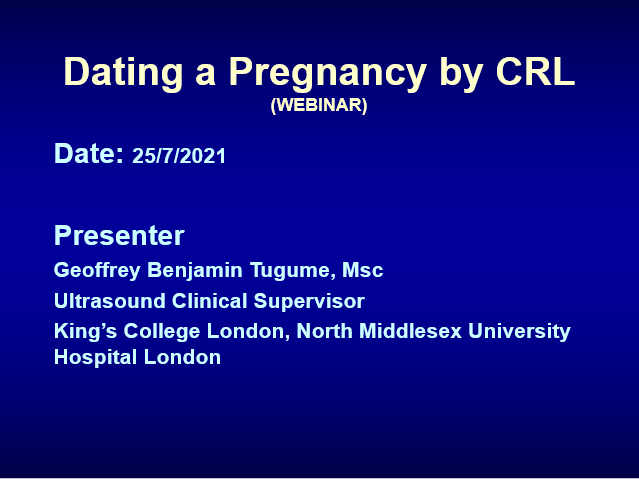 Dating a Pregnancy by CRL
(WEBINAR)
Date: 25/7/2021
Presenter
Geoffrey Benjamin Tugume, Msc
Ultrasound Clinical Supervisor
King’s College London, North Middlesex University
Hospital London